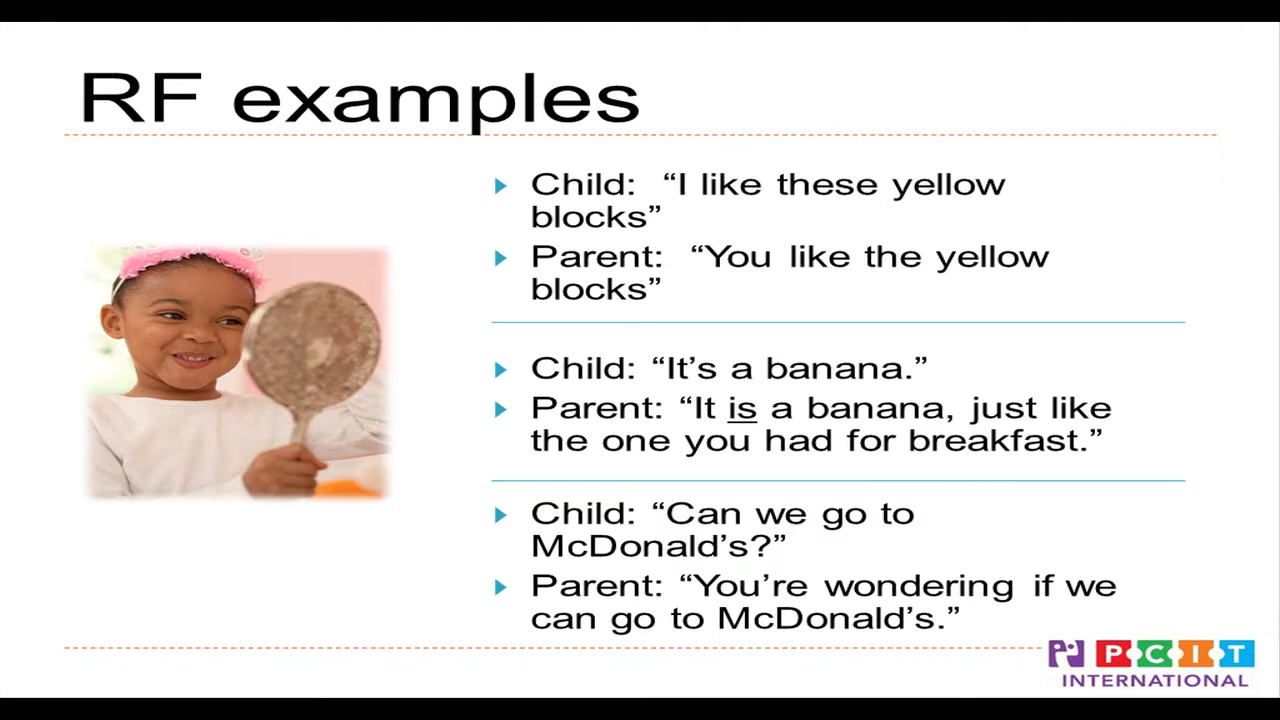 RF examples
Child: “I like these yellow
blocks”
Parent: “You like the yellow
blocks”
Child: “It’s a banana.”
Parent: “It is a banana, just like
the one you had for breakfast.”
Child: “Can we go to
McDonald’s?”
Parent: “You’re wondering if we
can go to McDonald’s.”
PCIT
INTERNATIONAL